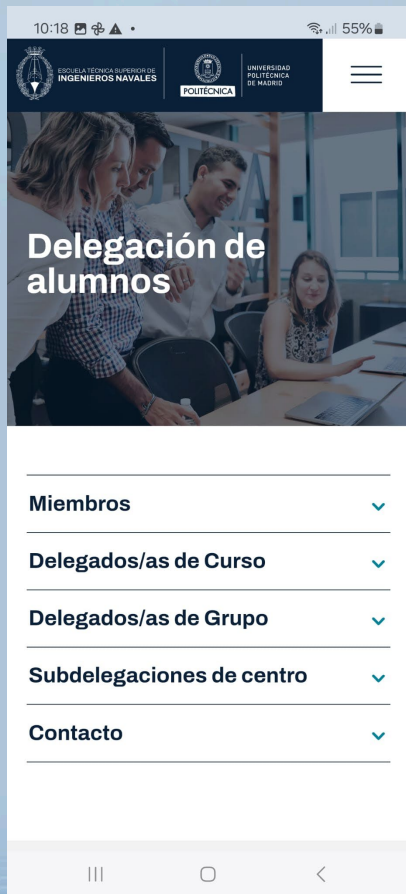 10:18
55%
ESCUELA TÉCNICA SUPERIOR DE
INGENIEROS NAVALES
POLITÉCNICA
UNIVERSIDAD
POLITÉCNICA
DE MADRID
Delegación de
alumnos
Miembros
Delegados/as de Curso
Delegados/as de Grupo
Subdelegaciones de centro
Contacto